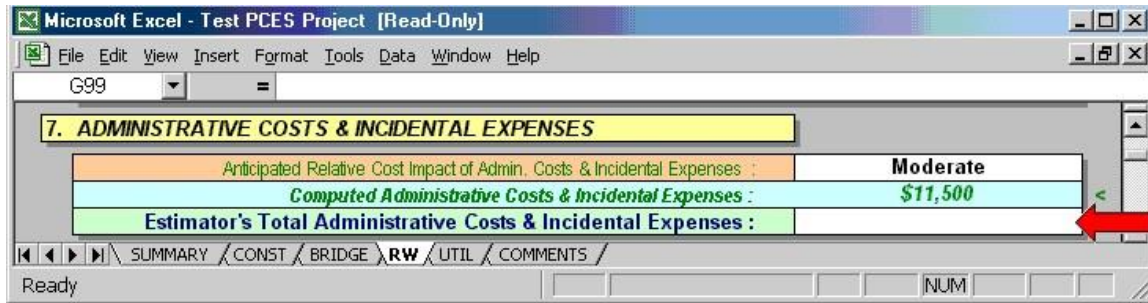 Microsoft Excel - Test PCES Project [Read-Only]
File Edit View Insert Format Tools Data Window Help
G99 =
7. ADMINISTRATIVE COSTS & INCIDENTAL EXPENSES
Anticipated Relative Cost Impact of Admin. Costs & Incidental Expenses : Moderate
Computed Administrative Costs & Incidental Expenses : $11,500 <
Estimator's Total Administrative Costs & Incidental Expenses :
SUMMARY / CONST / BRIDGE \ RW / UTIL / COMMENTS /
Ready NUM